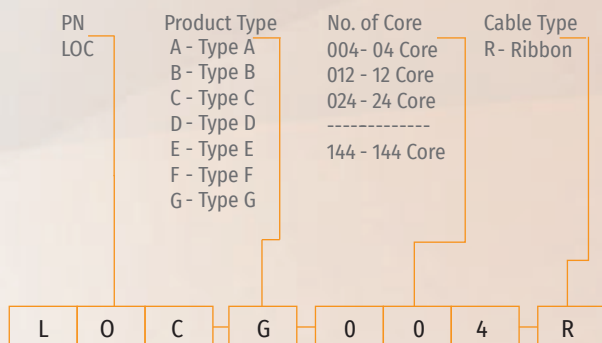 PN
LOC
Product Type
A - Type A
B - Type B
C - Type C
D - Type D
E - Type E
F - Type F
G - Type G
No. of Core
004- 04 Core
012 - 12 Core
024 - 24 Core
-------------
144 - 144 Core
Cable Type
R - Ribbon
L O C G 0 0 4 R